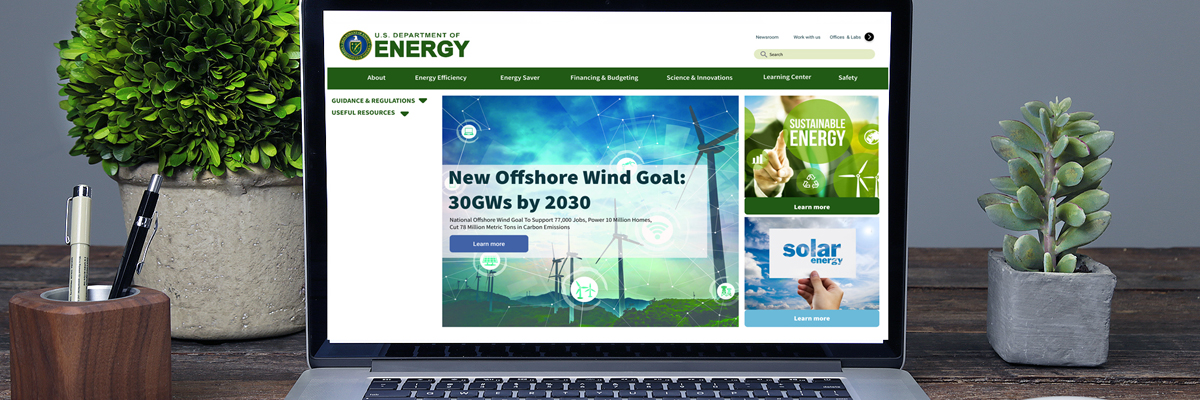 U.S. DEPARTMENT OF
ENERGY
Newsroom Work with us Offices & Labs
Search
About Energy Efficiency Energy Saver Financing & Budgeting Science & Innovations Learning Center Safety
GUIDANCE & REGULATIONS
USEFUL RESOURCES
New Offshore Wind Goal:
30GWs by 2030
National Offshore Wind Goal To Support 77,000 Jobs, Power 10 Million Homes,
Cut 78 Million Metric Tons in Carbon Emissions
Learn more
SUSTAINABLE
ENERGY
Learn more
solar
energy
Learn more